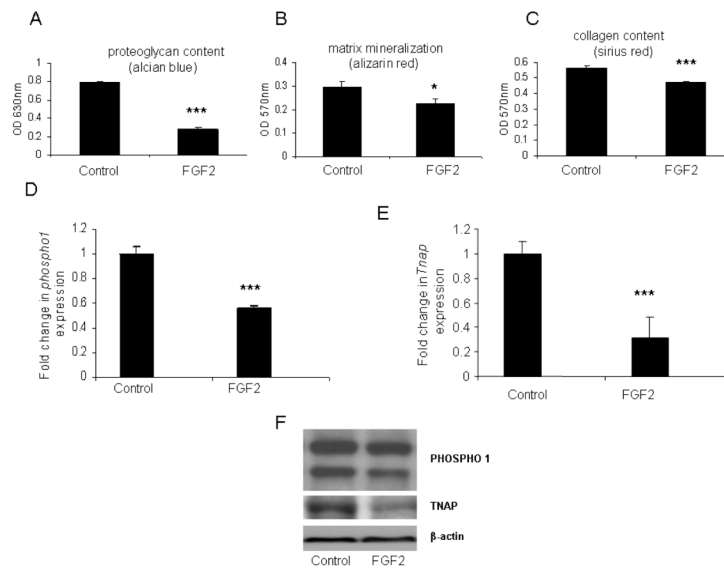 A
proteoglycan content
(alcian blue)
OD 630nm
1
0.8
0.6
0.4
0.2
0
***
Control
FGF2
B
matrix mineralization
(alizarin red)
OD 570nm
0.4
0.3
0.2
0.1
0
*
Control
FGF2
C
collagen content
(sirius red)
OD 570nm
0.6
0.5
0.4
0.3
0.2
0.1
0
***
Control
FGF2
D
Fold change in phospho1
expression
1.2
1
0.8
0.6
0.4
0.2
0
***
Control
FGF2
E
Fold change in Tnap
expression
1.2
1
0.8
0.6
0.4
0.2
0
***
Control
FGF2
F
PHOSPHO 1
TNAP
β-actin
Control
FGF2